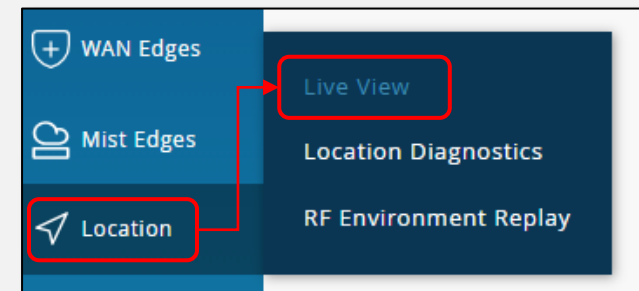 WAN Edges
Mist Edges
Location
Live View
Location Diagnostics
RF Environment Replay